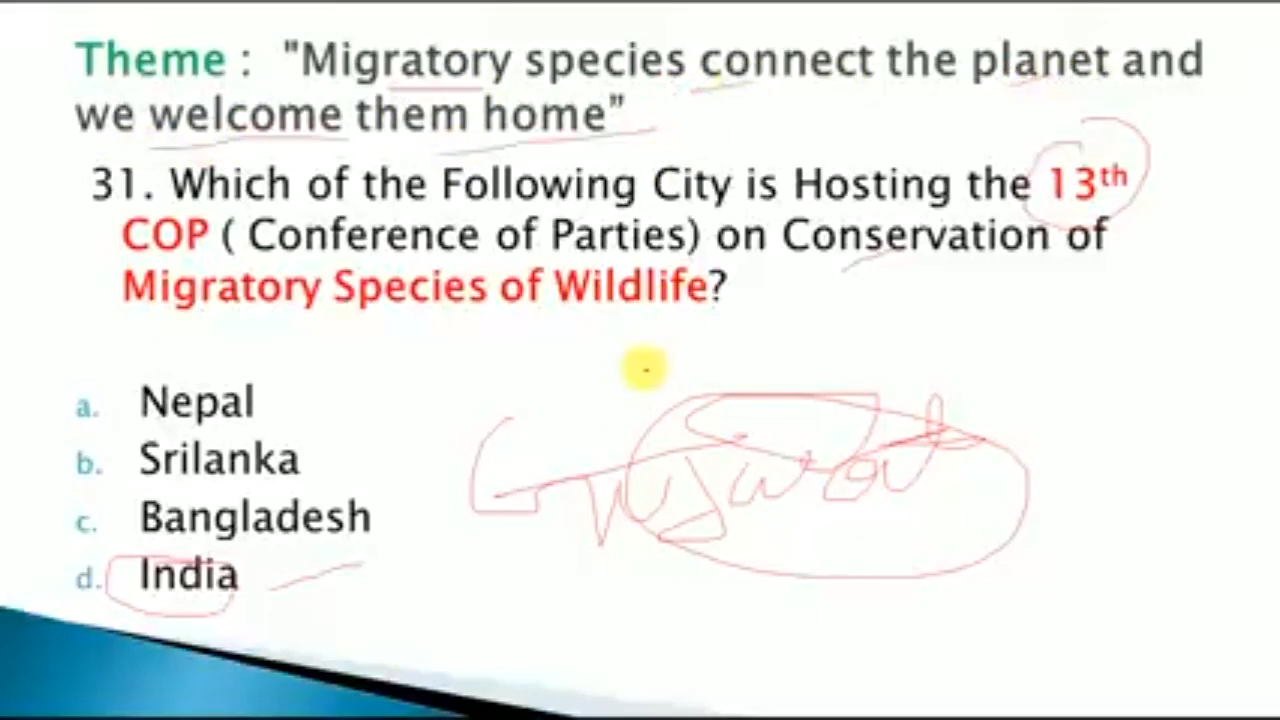 Theme : "Migratory species connect the planet and
we welcome them home"
31. Which of the Following City is Hosting the 13th
COP ( Conference of Parties) on Conservation of
Migratory Species of Wildlife?
a. Nepal
b. Srilanka
c. Bangladesh
d. India
Gujarat